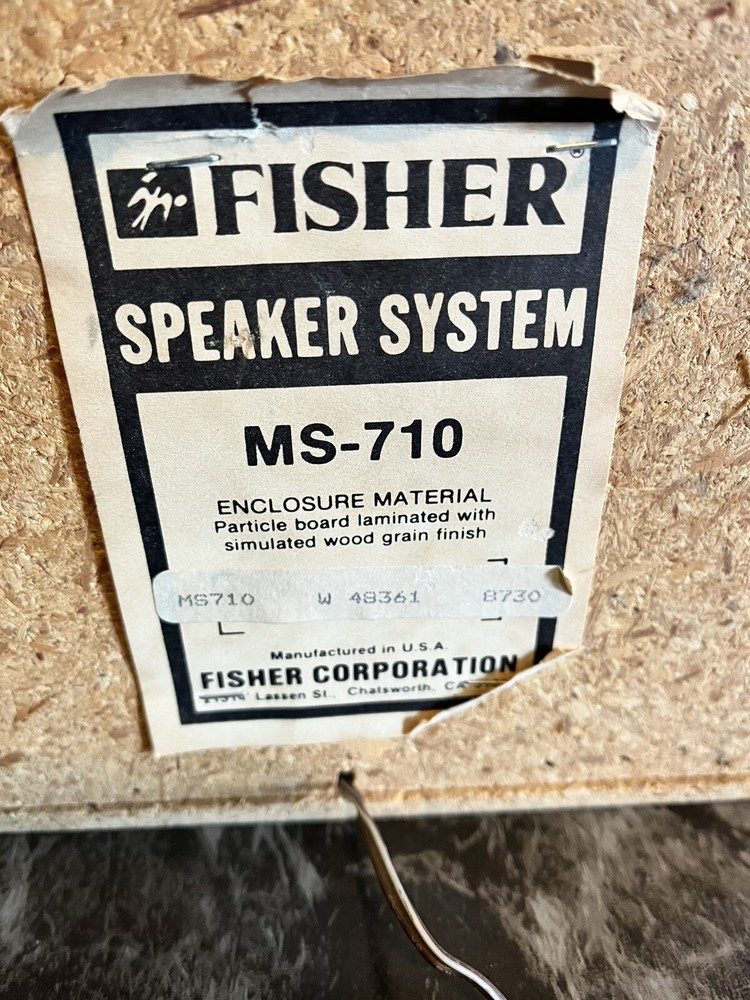 FISHER®
SPEAKER SYSTEM
MS-710
ENCLOSURE MATERIAL
Particle board laminated with
simulated wood grain finish
MS710 W 48361 8730
Manufactured in U.S.A.
FISHER CORPORATION
Lassen St., Chatsworth, CA